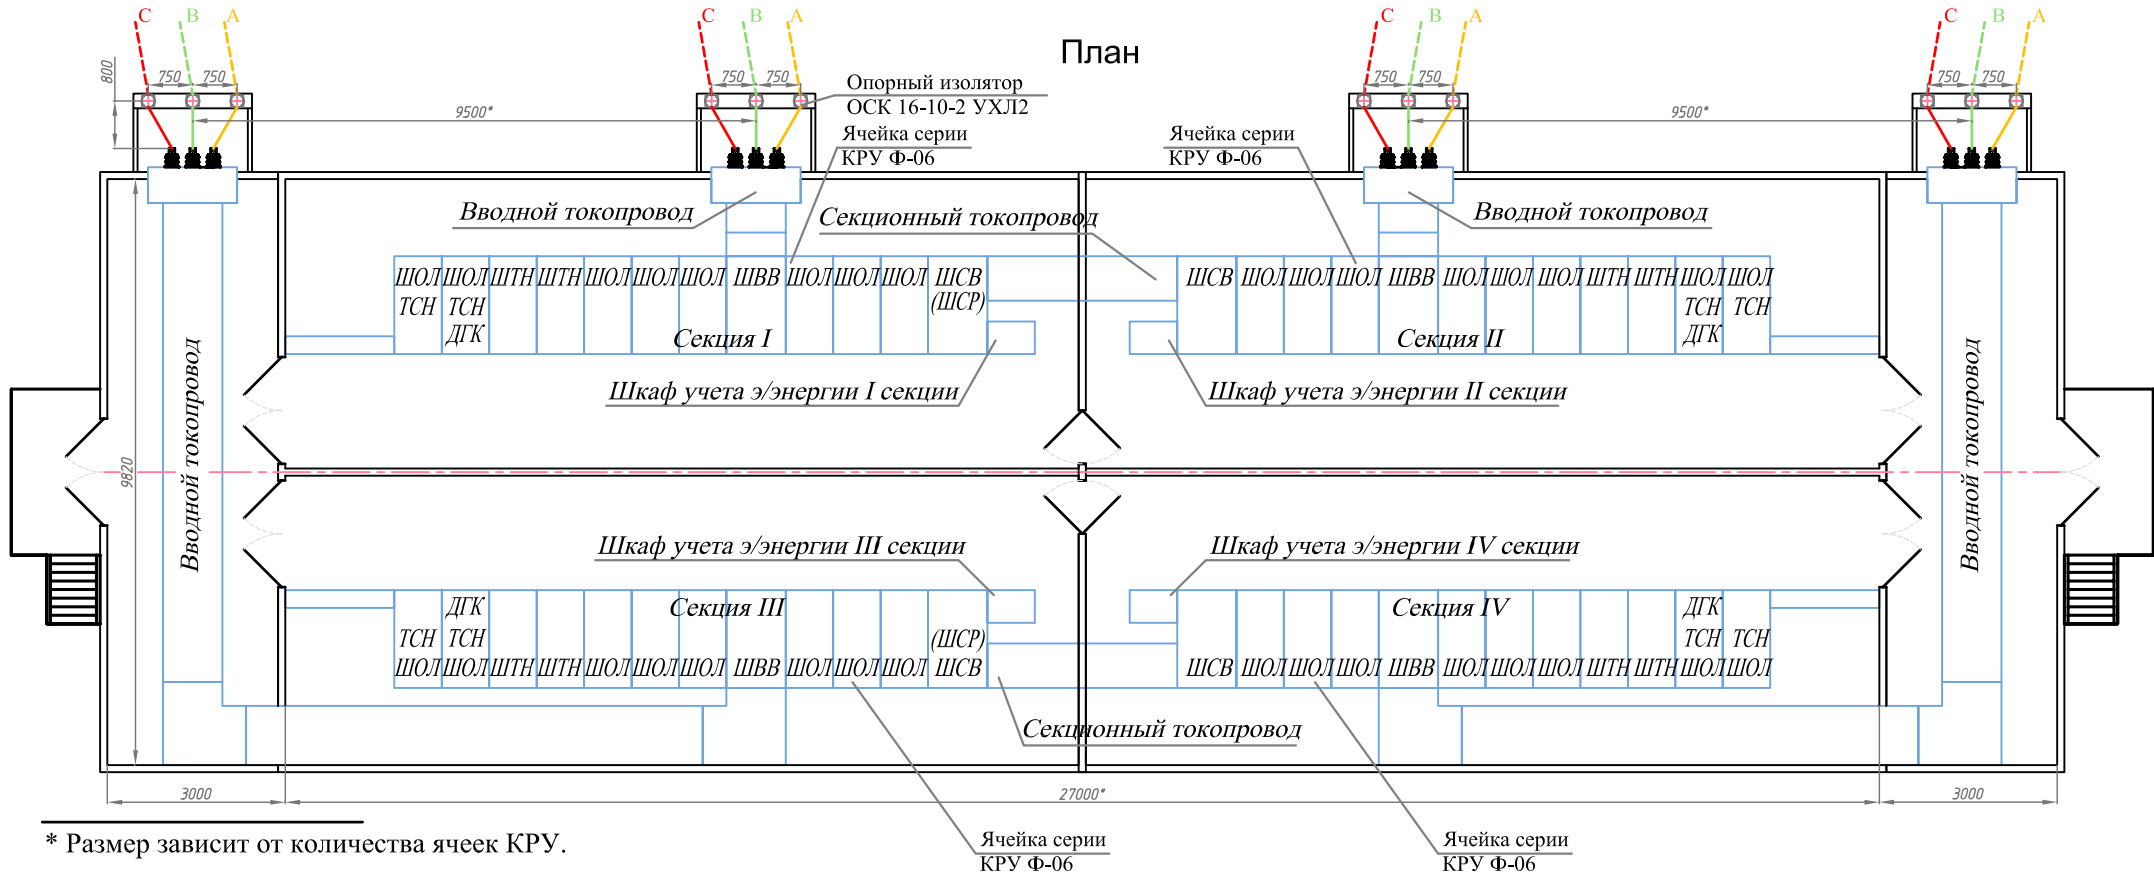 План
C B A
C B A
C B A
C B A
800
750 750
750 750
750 750
750 750
9500*
9500*
Опорный изолятор
ОСК 16-10-2 УХЛ2
Ячейка серии
КРУ Ф-06
Ячейка серии
КРУ Ф-06
Вводной токопровод
Секционный токопровод
Вводной токопровод
ШОЛ ШОЛ ШТН ШТН ШОЛ ШОЛ ШОЛ ШВВ ШОЛ ШОЛ ШОЛ ШСВ
ТСН ТСН (ШСР)
ДГК
Секция I
ШСВ ШОЛ ШОЛ ШОЛ ШВВ ШОЛ ШОЛ ШОЛ ШТН ШТН ШОЛ ШОЛ
ТСН ТСН
ДГК
Секция II
Шкаф учета э/энергии I секции
Шкаф учета э/энергии II секции
Вводной токопровод
9820
Вводной токопровод
Шкаф учета э/энергии III секции
Шкаф учета э/энергии IV секции
Секция III
ДГК
ТСН ТСН (ШСР)
ШОЛ ШОЛ ШТН ШТН ШОЛ ШОЛ ШОЛ ШВВ ШОЛ ШОЛ ШОЛ ШСВ
Секция IV
ДГК
ТСН ТСН
ШСВ ШОЛ ШОЛ ШОЛ ШВВ ШОЛ ШОЛ ШОЛ ШТН ШТН ШОЛ ШОЛ
Секционный токопровод
3000
27000*
3000
* Размер зависит от количества ячеек КРУ.
Ячейка серии
КРУ Ф-06
Ячейка серии
КРУ Ф-06